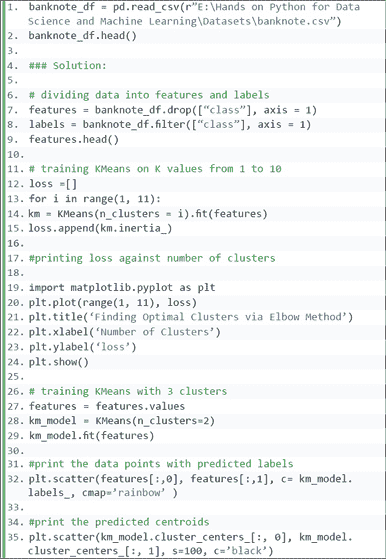 1. banknote_df = pd.read_csv(r”E:\Hands on Python for Data
Science and Machine Learning\Datasets\banknote.csv”)
2. banknote_df.head()
3.
4. ### Solution:
5.
6. # dividing data into features and labels
7. features = banknote_df.drop([“class”], axis = 1)
8. labels = banknote_df.filter([“class”], axis = 1)
9. features.head()
10.
11. # training KMeans on K values from 1 to 10
12. loss =[]
13. for i in range(1, 11):
14. km = KMeans(n_clusters = i).fit(features)
15. loss.append(km.inertia_)
16.
17. #printing loss against number of clusters
18.
19. import matplotlib.pyplot as plt
20. plt.plot(range(1, 11), loss)
21. plt.title(‘Finding Optimal Clusters via Elbow Method’)
22. plt.xlabel(‘Number of Clusters’)
23. plt.ylabel(‘loss’)
24. plt.show()
25.
26. # training KMeans with 3 clusters
27. features = features.values
28. km_model = KMeans(n_clusters=2)
29. km_model.fit(features)
30.
31. #print the data points with predicted labels
32. plt.scatter(features[:,0], features[:,1], c= km_model.
labels_, cmap=’rainbow’ )
33.
34. #print the predicted centroids
35. plt.scatter(km_model.cluster_centers_[:, 0], km_model.
cluster_centers_[:, 1], s=100, c=’black’)